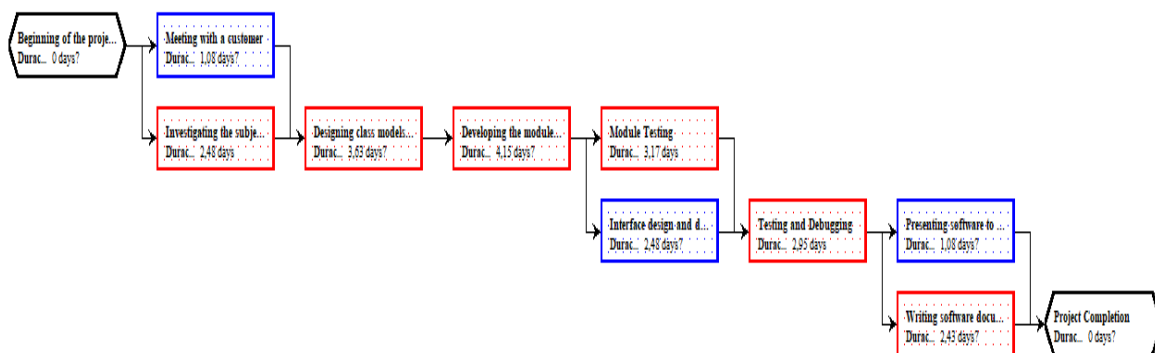 Beginning of the proje...
Durac... 0 days?
Meeting with a customer
Durac... 1,08 days?
Investigating the subje...
Durac... 2,48 days
Designing class models...
Durac... 3,63 days?
Developing the module...
Durac... 4,15 days?
Module Testing
Durac... 3,17 days
Interface design and d...
Durac... 2,48 days?
Testing and Debugging
Durac... 2,95 days
Presenting software to ...
Durac... 1,08 days?
Writing software docu...
Durac... 2,43 days?
Project Completion
Durac... 0 days?